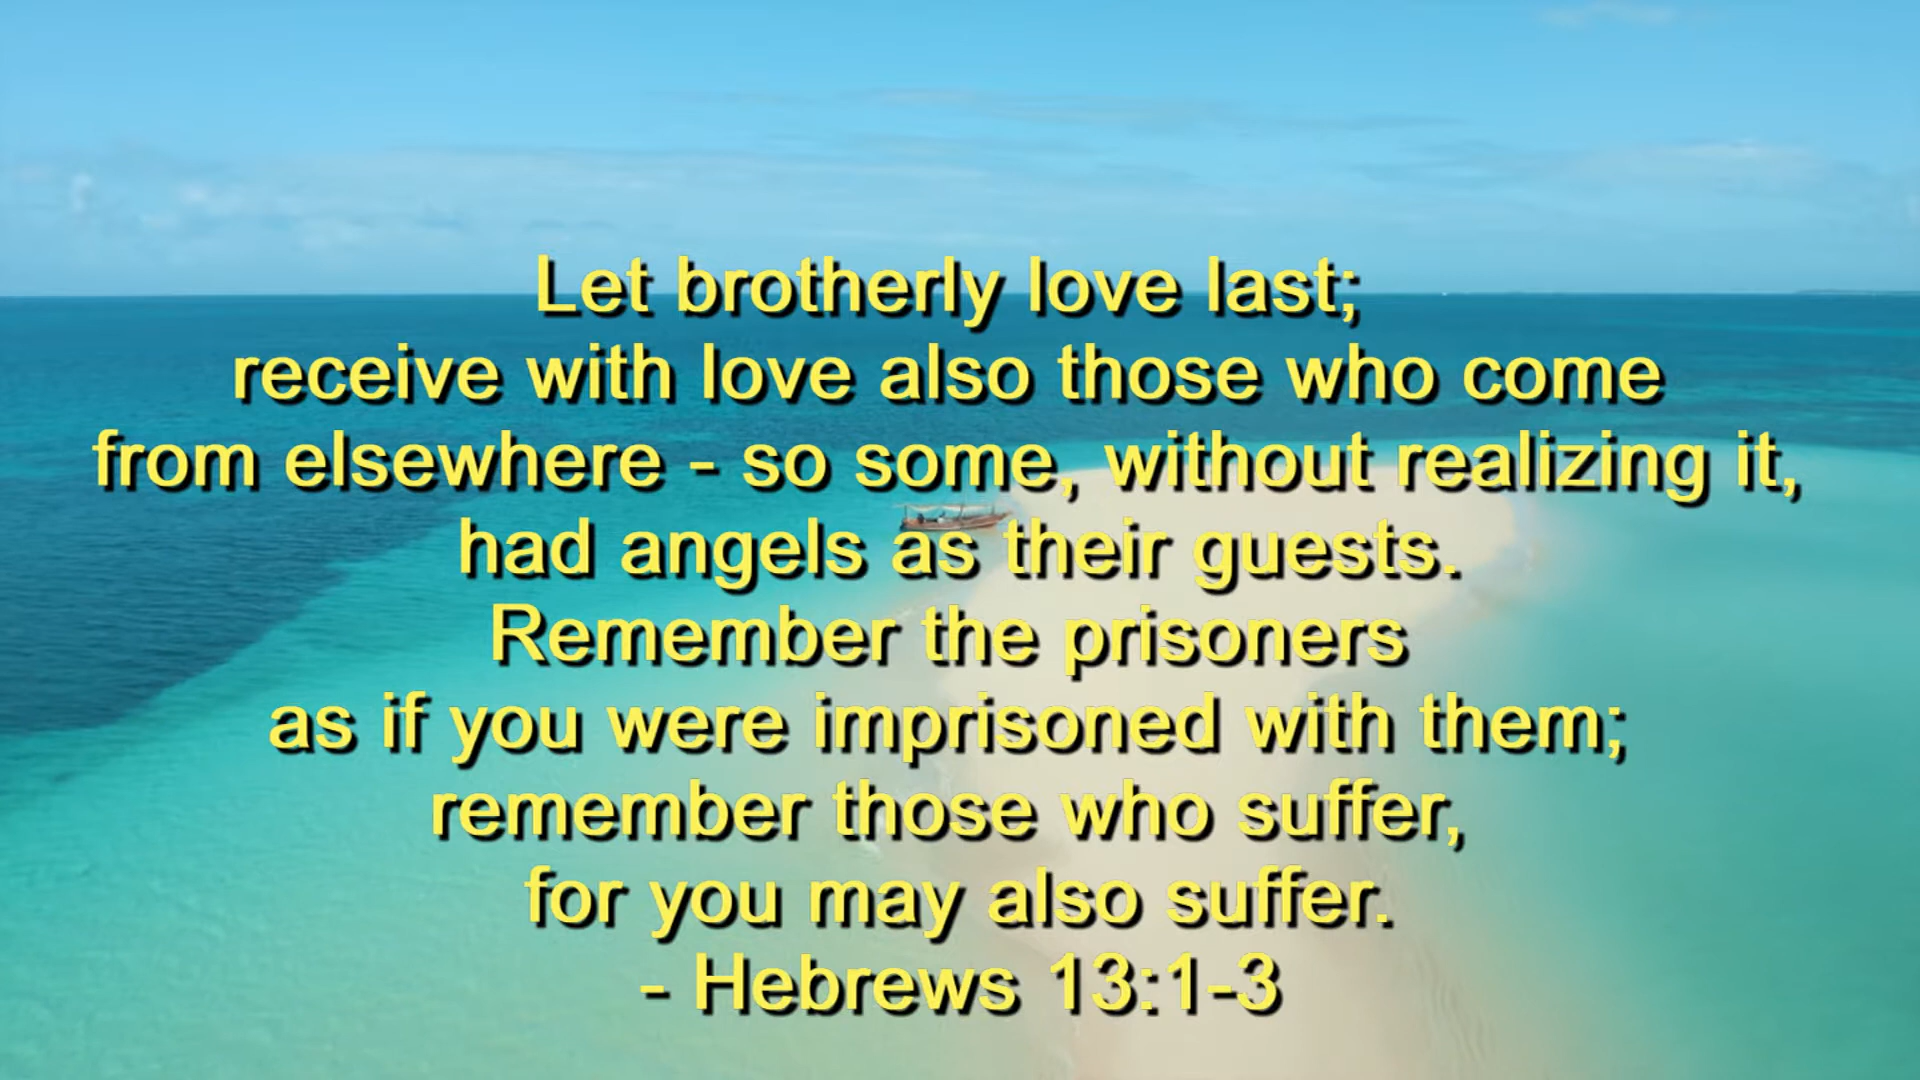 Let brotherly love last;
receive with love also those who come
from elsewhere - so some, without realizing it,
had angels as their guests.
Remember the prisoners
as if you were imprisoned with them;
remember those who suffer,
for you may also suffer.
- Hebrews 13:1-3